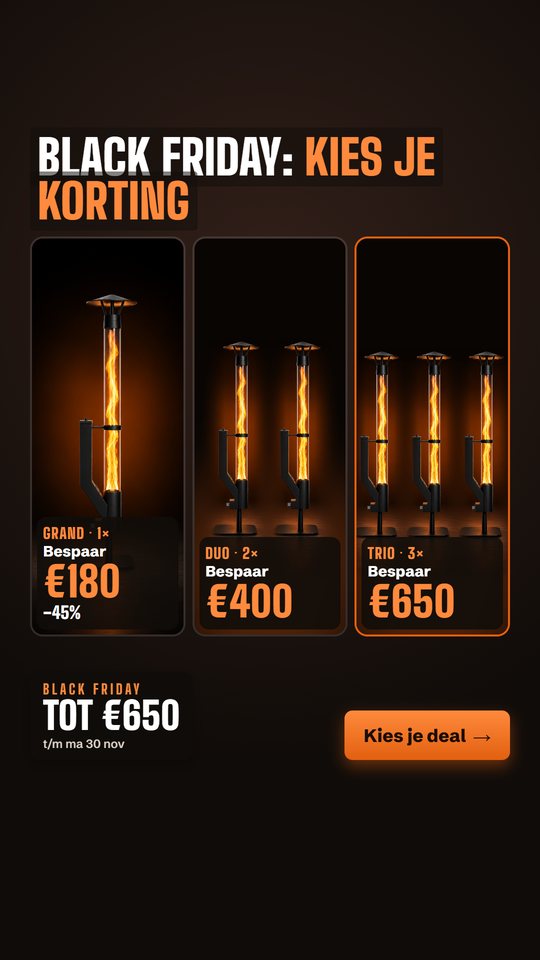 BLACK FRIDAY: KIES JE
KORTING
GRAND · 1×
Bespaar
€180
–45%
DUO · 2×
Bespaar
€400
TRIO · 3×
Bespaar
€650
BLACK FRIDAY
TOT €650
t/m ma 30 nov
Kies je deal →